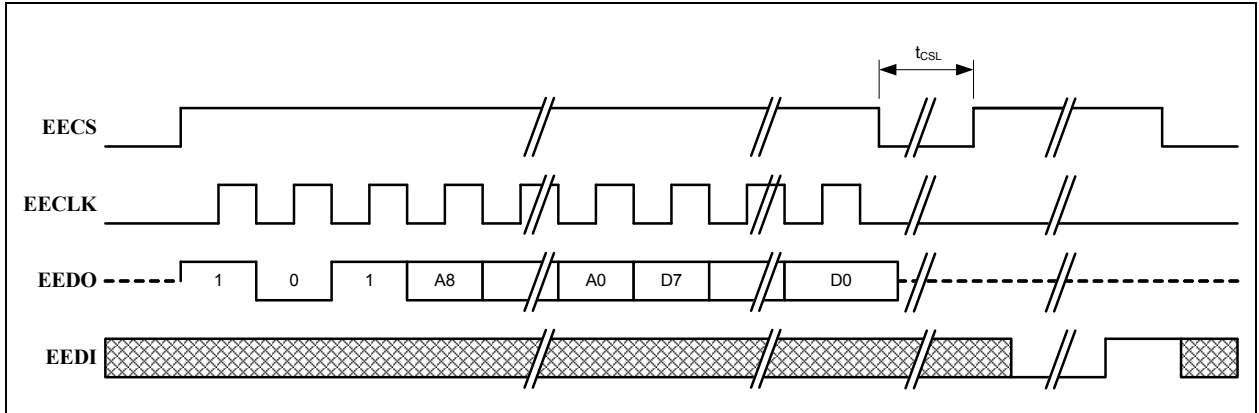 tCSL
EECS
EECLK
EEDO 1 0 1 A8 A0 D7 D0
EEDI